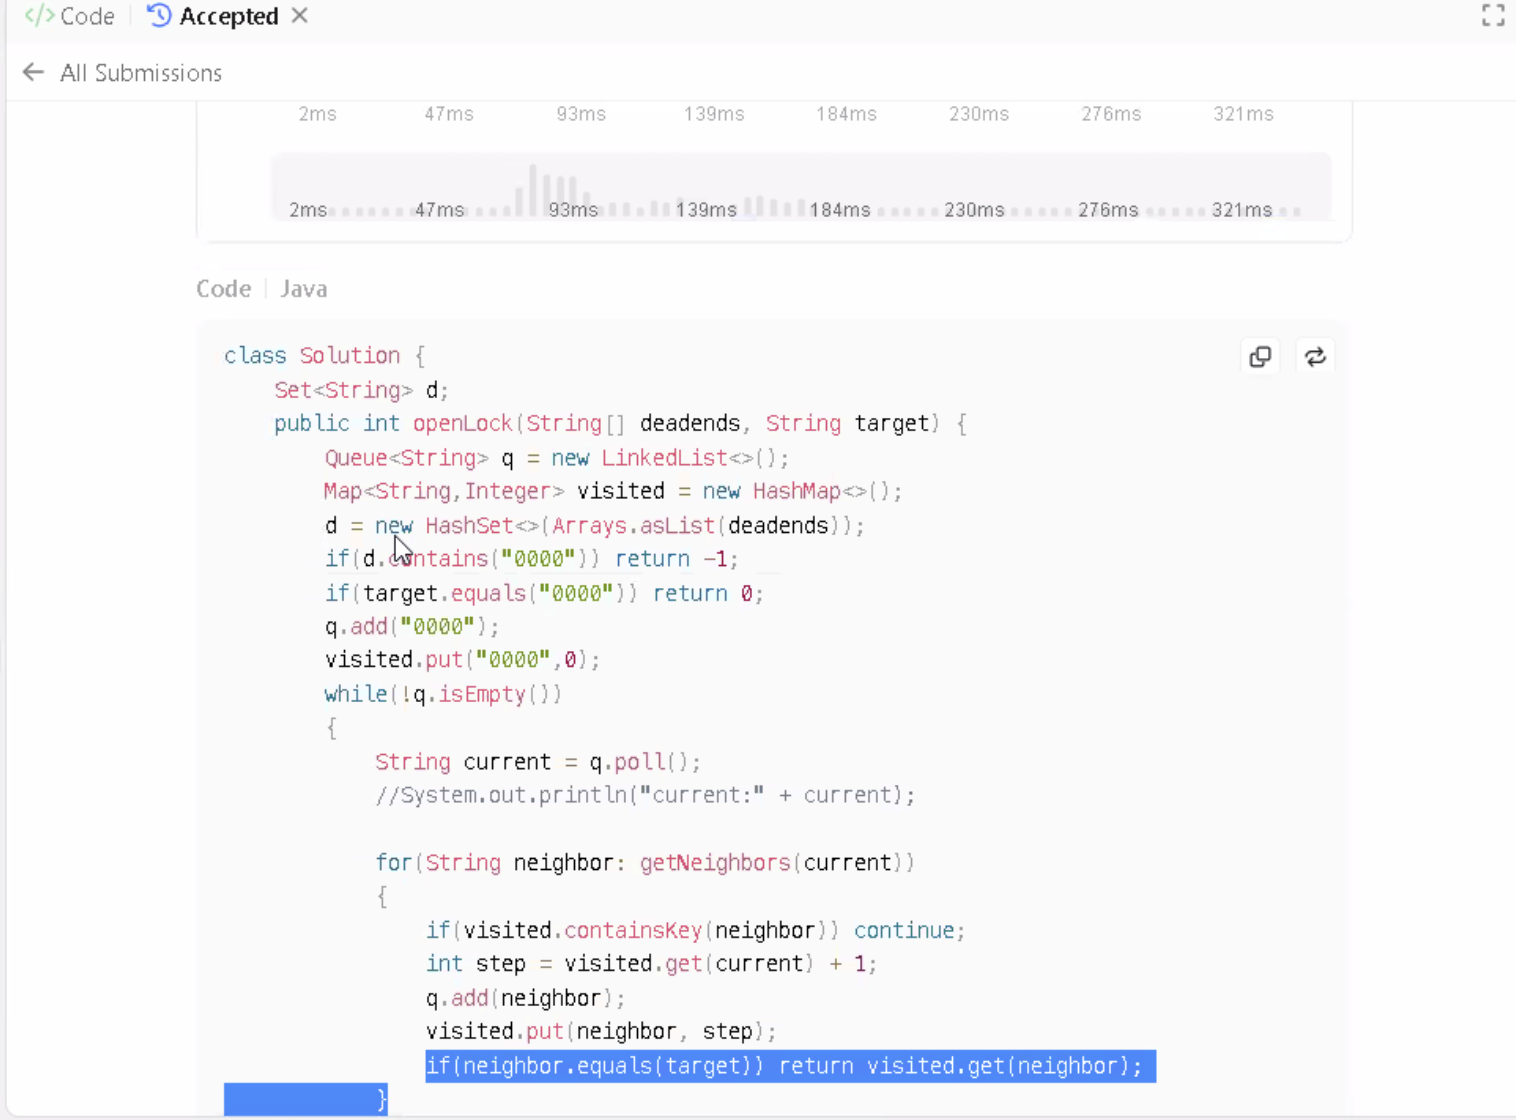 </> Code | Accepted ×
← All Submissions
2ms 47ms 93ms 139ms 184ms 230ms 276ms 321ms
2ms 47ms 93ms 139ms 184ms 230ms 276ms 321ms
Code | Java
class Solution {
    Set<String> d;
    public int openLock(String[] deadends, String target) {
        Queue<String> q = new LinkedList<>();
        Map<String,Integer> visited = new HashMap<>();
        d = new HashSet<>(Arrays.asList(deadends));
        if(d.contains("0000")) return -1;
        if(target.equals("0000")) return 0;
        q.add("0000");
        visited.put("0000",0);
        while(!q.isEmpty())
        {
            String current = q.poll();
            //System.out.println("current:" + current);
            for(String neighbor: getNeighbors(current))
            {
                if(visited.containsKey(neighbor)) continue;
                int step = visited.get(current) + 1;
                q.add(neighbor);
                visited.put(neighbor, step);
                if(neighbor.equals(target)) return visited.get(neighbor);
            }